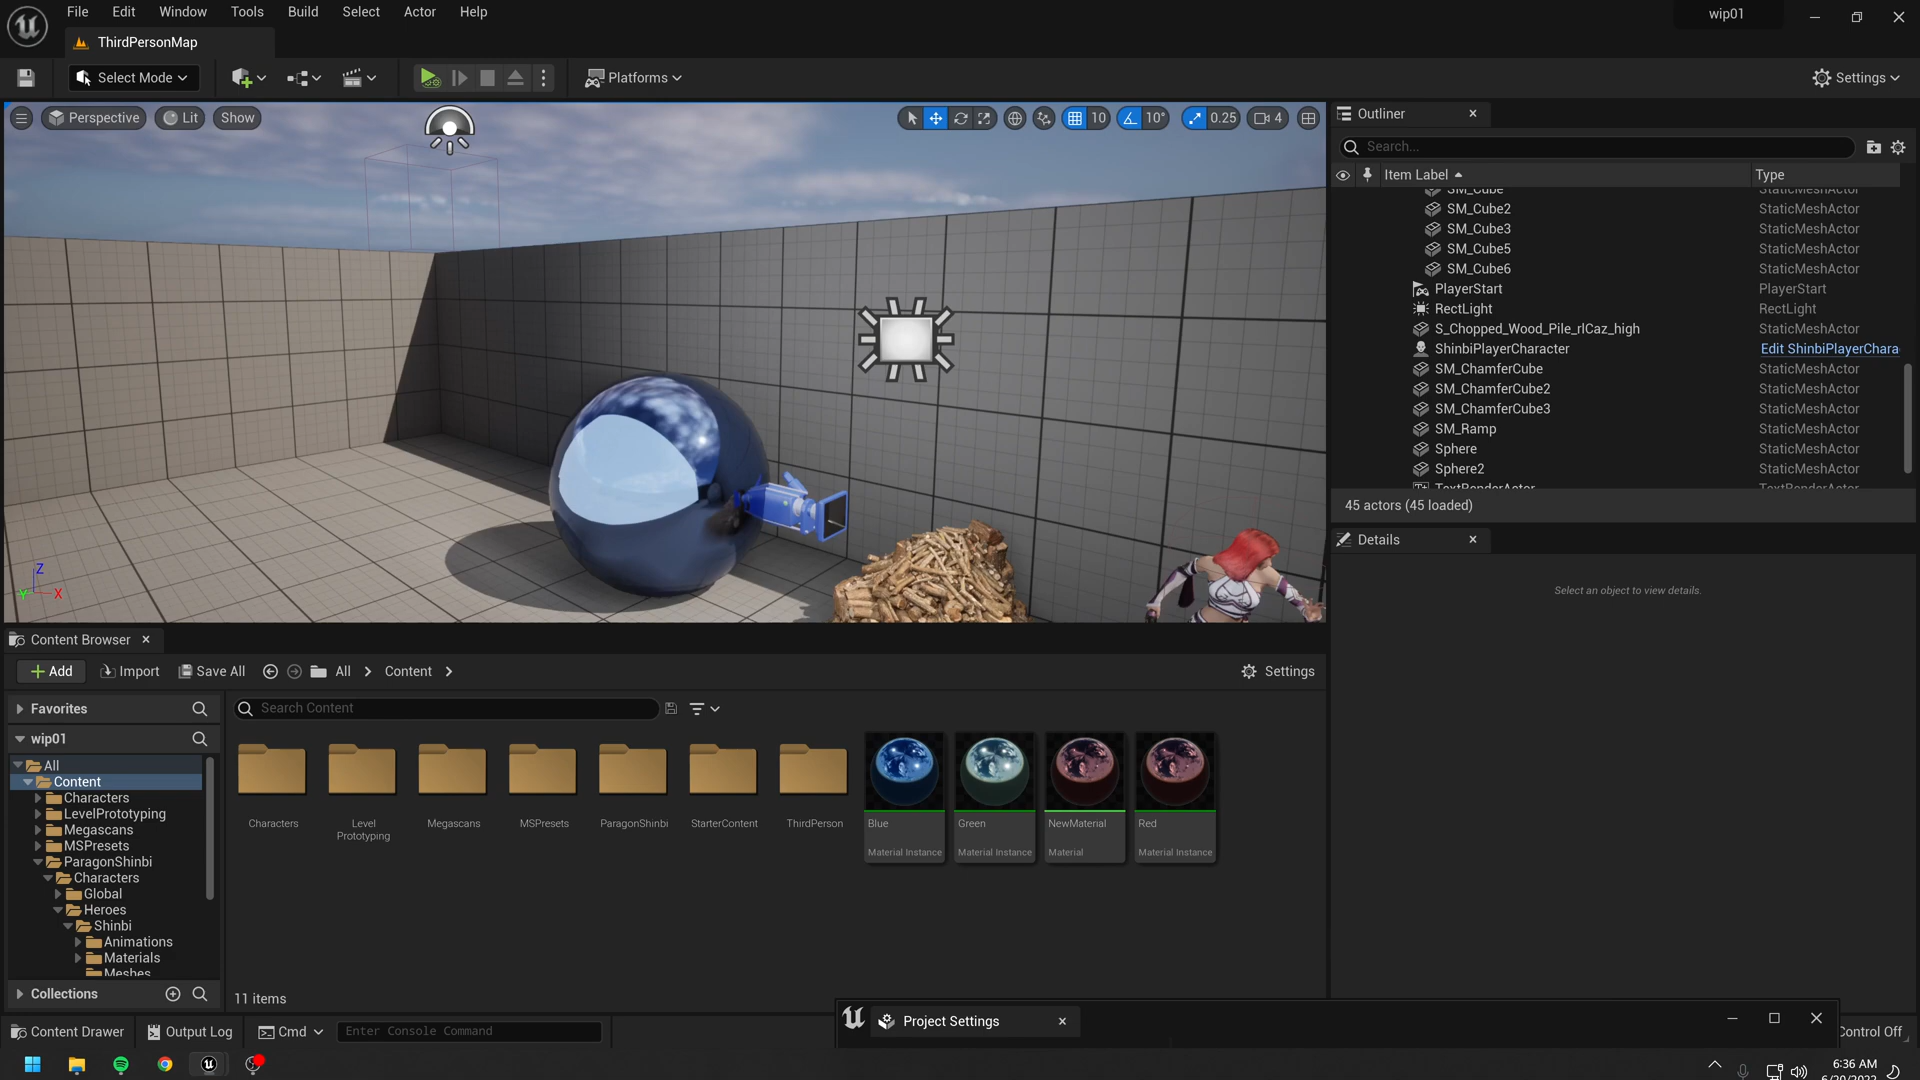 File Edit Window Tools Build Select Actor Help
wip01
ThirdPersonMap
Select Mode
Platforms
Settings
Perspective
Lit
Show
10
10°
0.25
4
Z
Y
X
Outliner
Search...
Item Label
Type
SM_Cube StaticMeshActor
SM_Cube2 StaticMeshActor
SM_Cube3 StaticMeshActor
SM_Cube5 StaticMeshActor
SM_Cube6 StaticMeshActor
PlayerStart PlayerStart
RectLight RectLight
S_Chopped_Wood_Pile_rlCaz_high StaticMeshActor
ShinbiPlayerCharacter Edit ShinbiPlayerChara
SM_ChamferCube StaticMeshActor
SM_ChamferCube2 StaticMeshActor
SM_ChamferCube3 StaticMeshActor
SM_Ramp StaticMeshActor
Sphere StaticMeshActor
Sphere2 StaticMeshActor
TextRenderActor TextRenderActor
45 actors (45 loaded)
Details
Select an object to view details.
Content Browser
Add
Import
Save All
All
Content
Settings
Favorites
Search Content
wip01
All
Content
Characters
LevelPrototyping
Megascans
MSPresets
ParagonShinbi
Characters
Global
Heroes
Shinbi
Animations
Materials
Meshes
Collections
Characters
Level
Prototyping
Megascans
MSPresets
ParagonShinbi
StarterContent
ThirdPerson
Blue
Material Instance
Green
Material Instance
NewMaterial
Material
Red
Material Instance
11 items
Content Drawer
Output Log
Cmd
Enter Console Command
Project Settings
Control Off
6:36 AM
6/20/2022